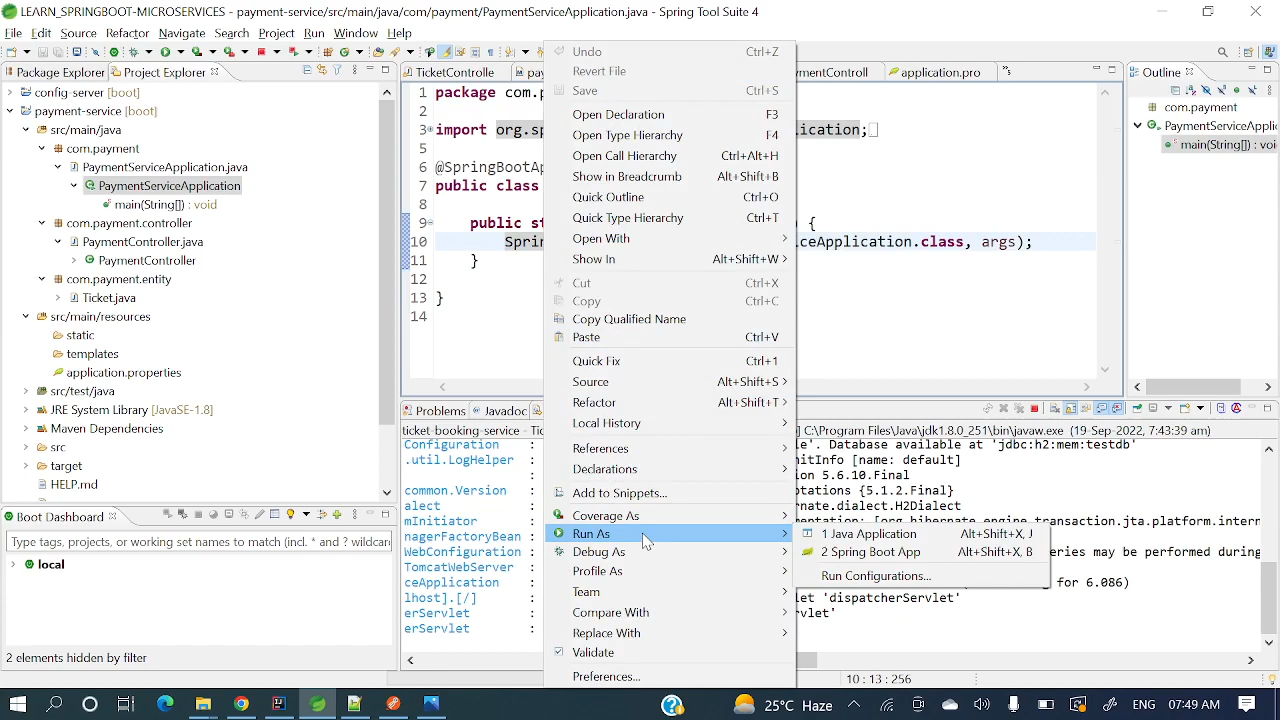 LEARN_SPRINGBOOT-MICROSERVICES - payment-service/src/main/java/com/payment/PaymentServiceApplication.java - Spring Tool Suite 4
File Edit Source Refactor Navigate Search Project Run Window Help
Package Explorer
Project Explorer
config-server [boot]
payment-service [boot]
src/main/java
com.payment
PaymentServiceApplication.java
PaymentServiceApplication
main(String[]) : void
com.payment.controller
PaymentController.java
PaymentController
com.payment.entity
Ticket.java
src/main/resources
static
templates
application.properties
src/test/java
JRE System Library [JavaSE-1.8]
Maven Dependencies
src
target
HELP.md
Boot Dashboard
Type tags, projects, or working set names to match (incl. * and ? wildcard
local
2 elements hidden by filter
TicketControlle
pay
mentControll
application.pro
1 package com.p
2
3 import org.sp
lication;
5
6 @SpringBootAp
7 public class
8
9 public st
) {
10 Sprin
iceApplication.class, args);
11 }
12
13 }
14
Undo Ctrl+Z
Revert File
Save Ctrl+S
Open Declaration F3
Open Type Hierarchy F4
Open Call Hierarchy Ctrl+Alt+H
Show in Breadcrumb Alt+Shift+B
Quick Outline Ctrl+O
Quick Type Hierarchy Ctrl+T
Open With
Show In Alt+Shift+W
Cut Ctrl+X
Copy Ctrl+C
Copy Qualified Name
Paste Ctrl+V
Quick Fix Ctrl+1
Source Alt+Shift+S
Refactor Alt+Shift+T
Local History
References
Declarations
Add to Snippets...
Coverage As
Run As
Debug As
Profile As
Team
Compare With
Replace With
Validate
Preferences...
1 Java Application Alt+Shift+X, J
2 Spring Boot App Alt+Shift+X, B
Run Configurations...
Outline
com.payment
PaymentServiceApplic
main(String[]) : voi
Problems
Javadoc
ticket-booking-service - Tic
] C:\Program Files\Java\jdk1.8.0_251\bin\javaw.exe (19-Sep-2022, 7:43:39 AM)
Configuration :
le'. Database available at 'jdbc:h2:mem:testdb'
.util.LogHelper :
nitInfo [name: default]
sion 5.6.10.Final
common.Version :
otations {5.1.2.Final}
alect :
rnate.dialect.H2Dialect
mInitiator :
entation: [org.hibernate.engine.transaction.jta.platform.intern
nagerFactoryBean :
WebConfiguration :
eries may be performed during
TomcatWebServer :
ceApplication :
g for 6.086)
lhost].[/] :
let 'dispatcherServlet'
erServlet :
rvlet'
erServlet :
10 : 13 : 256
25°C Haze
ENG
07:49 AM